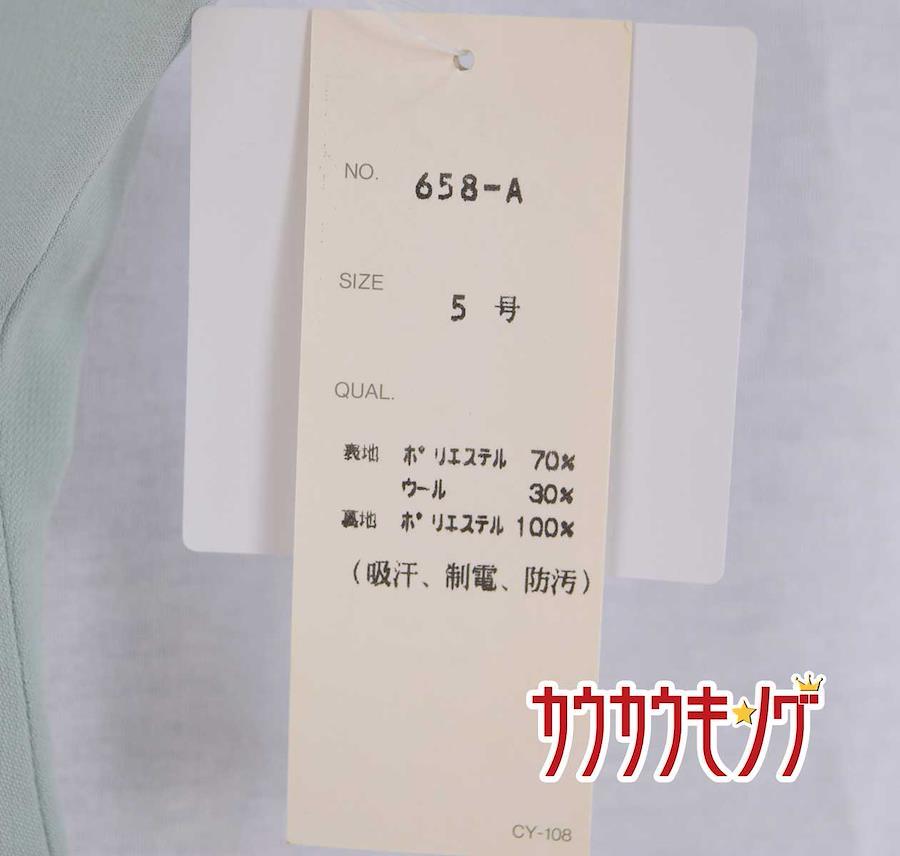 NO. 658-A
SIZE 5 号
QUAL.
表地 ポリエステル 70%
ウール 30%
裏地 ポリエステル 100%
(吸汗、制電、防汚)
カウカウキング
CY-108